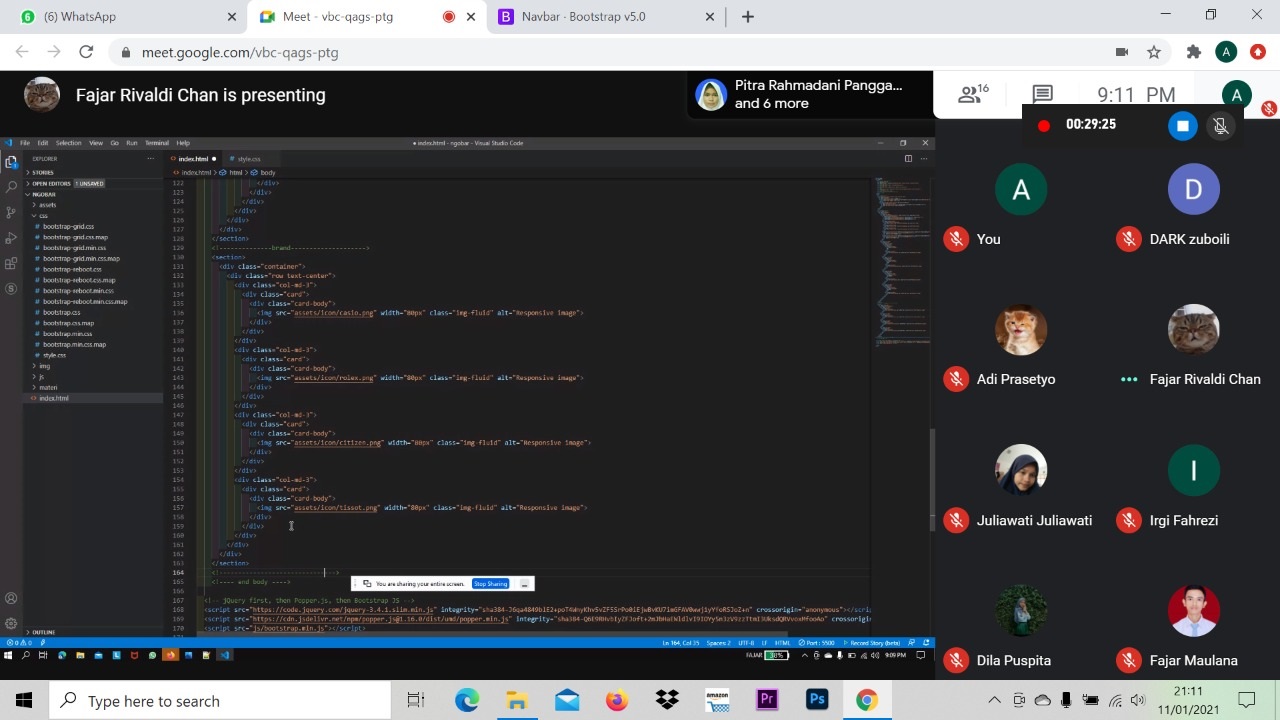 (6) WhatsApp
Meet - vbc-qags-ptg
Navbar · Bootstrap v5.0
meet.google.com/vbc-qags-ptg
A
Fajar Rivaldi Chan is presenting
Pitra Rahmadani Pangga...
and 6 more
16
9:11 PM
A
00:29:25
File Edit Selection View Go Run Terminal Help
● index.html - ngobar - Visual Studio Code
EXPLORER
STORIES
OPEN EDITORS 1 UNSAVED
NGOBAR
assets
css
# bootstrap-grid.css
# bootstrap-grid.css.map
# bootstrap-grid.min.css
# bootstrap-grid.min.css.map
# bootstrap-reboot.css
# bootstrap-reboot.css.map
# bootstrap-reboot.min.css
# bootstrap-reboot.min.css.map
# bootstrap.css
# bootstrap.css.map
# bootstrap.min.css
# bootstrap.min.css.map
# style.css
img
js
materi
<> index.html
OUTLINE
<> index.html ●
# style.css
<> index.html > html > body
122 </div>
123 </div>
124 </div>
125 </div>
126 </div>
127 </div>
128 </section>
129 <!--------------brand-------------------->
130 <section>
131 <div class="container">
132 <div class="row text-center">
133 <div class="col-md-3">
134 <div class="card">
135 <div class="card-body">
136 <img src="assets/icon/casio.png" width="80px" class="img-fluid" alt="Responsive image">
137 </div>
138 </div>
139 </div>
140 <div class="col-md-3">
141 <div class="card">
142 <div class="card-body">
143 <img src="assets/icon/rolex.png" width="80px" class="img-fluid" alt="Responsive image">
144 </div>
145 </div>
146 </div>
147 <div class="col-md-3">
148 <div class="card">
149 <div class="card-body">
150 <img src="assets/icon/citizen.png" width="80px" class="img-fluid" alt="Responsive image">
151 </div>
152 </div>
153 </div>
154 <div class="col-md-3">
155 <div class="card">
156 <div class="card-body">
157 <img src="assets/icon/tissot.png" width="80px" class="img-fluid" alt="Responsive image">
158 </div>
159 </div>
160 </div>
161 </div>
162 </div>
163 </section>
164 <!------------------------------->
165 <!---- end body ---->
166
167 <!-- jQuery first, then Popper.js, then Bootstrap JS -->
168 <script src="https://code.jquery.com/jquery-3.4.1.slim.min.js" crossorigin="anonymous"></scri
169 <script src="https://cdn.jsdelivr.net/npm/popper.js@1.16.0/dist/umd/popper.min.js" crossorigi
170 <script src="js/bootstrap.min.js"></script>
You are sharing your entire screen.
Stop Sharing
0 0
Ln 164, Col 35 Spaces: 2 UTF-8 LF HTML Port : 5500 Record Story (beta)
FAJAR
9:09 PM
A
You
D
DARK zuboili
Adi Prasetyo
Fajar Rivaldi Chan
Juliawati Juliawati
I
Irgi Fahrezi
Dila Puspita
Fajar Maulana
Type here to search
amazon
Pr
Ps
21:11
11/01/2021